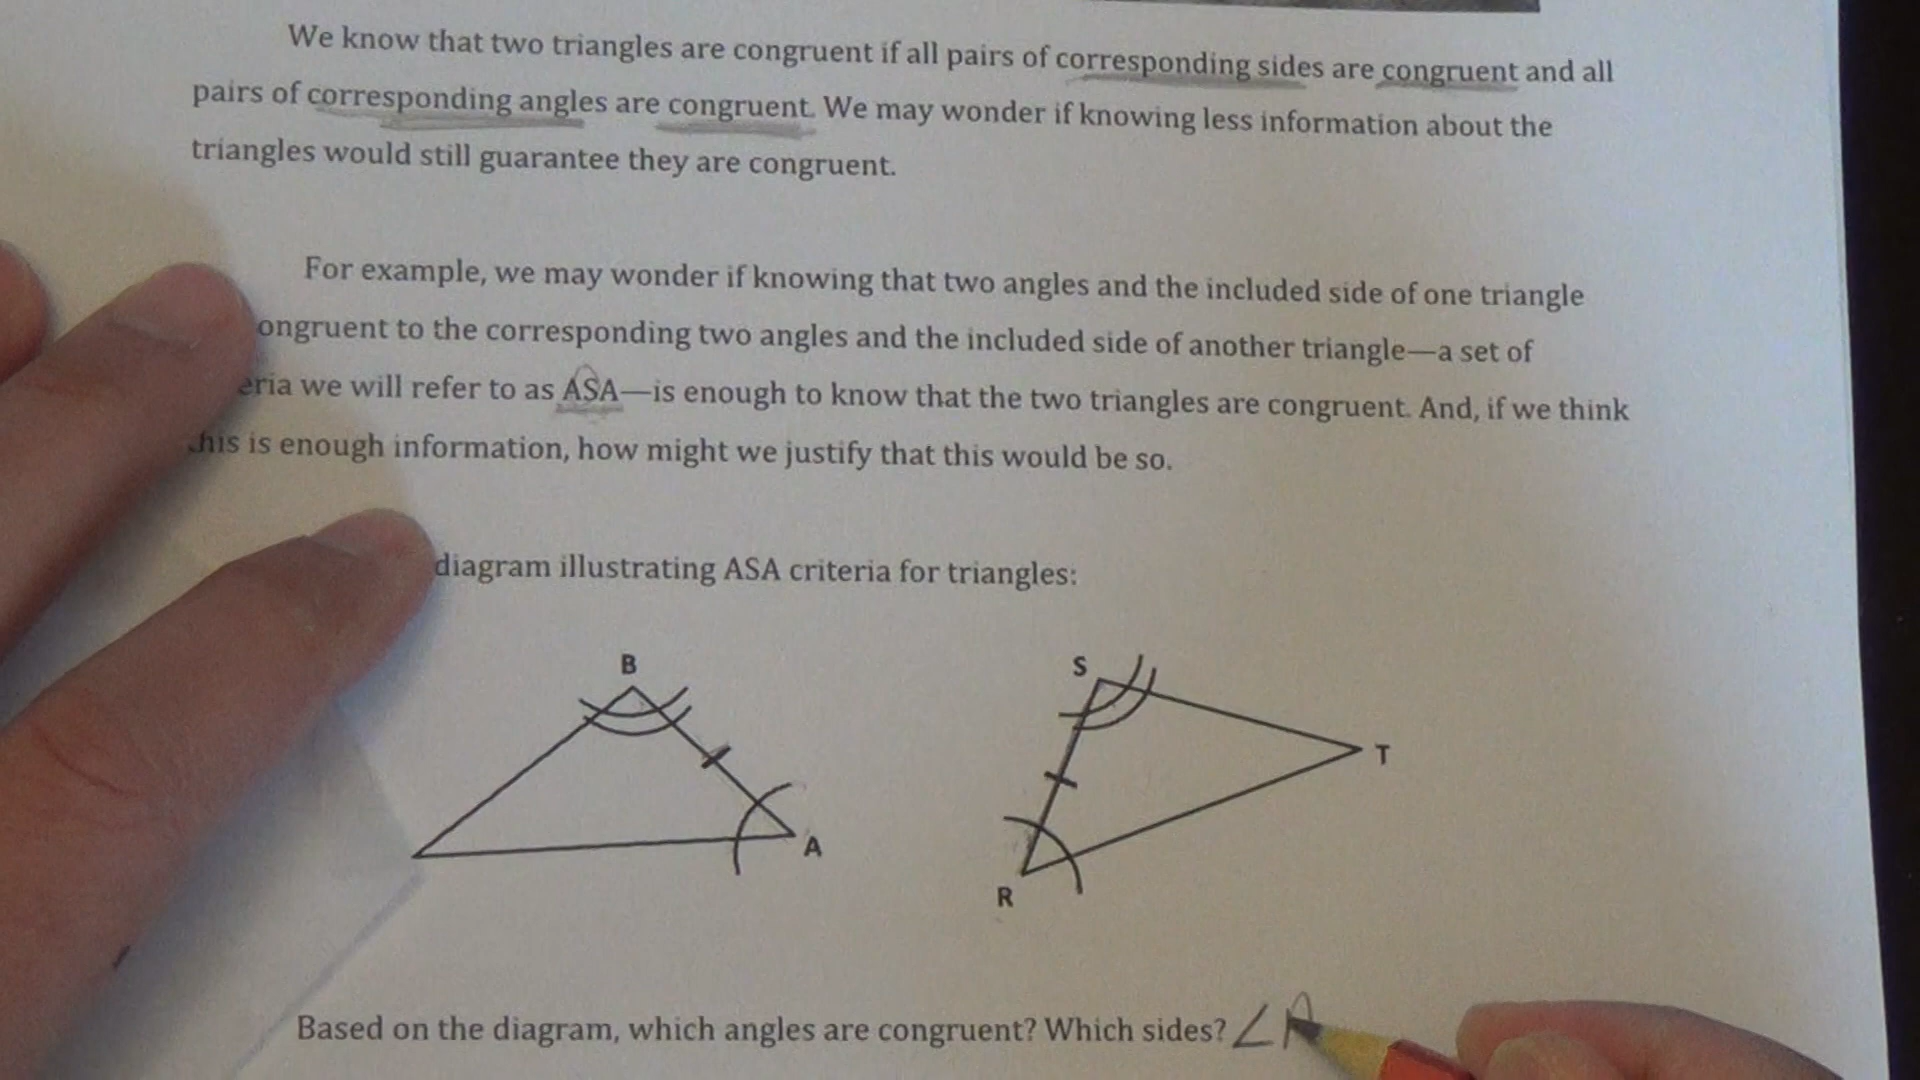 We know that two triangles are congruent if all pairs of corresponding sides are congruent and all
pairs of corresponding angles are congruent. We may wonder if knowing less information about the
triangles would still guarantee they are congruent.
For example, we may wonder if knowing that two angles and the included side of one triangle
ongruent to the corresponding two angles and the included side of another triangle—a set of
eria we will refer to as ASA—is enough to know that the two triangles are congruent. And, if we think
his is enough information, how might we justify that this would be so.
diagram illustrating ASA criteria for triangles:
B
S
T
A
R
Based on the diagram, which angles are congruent? Which sides? ∠A